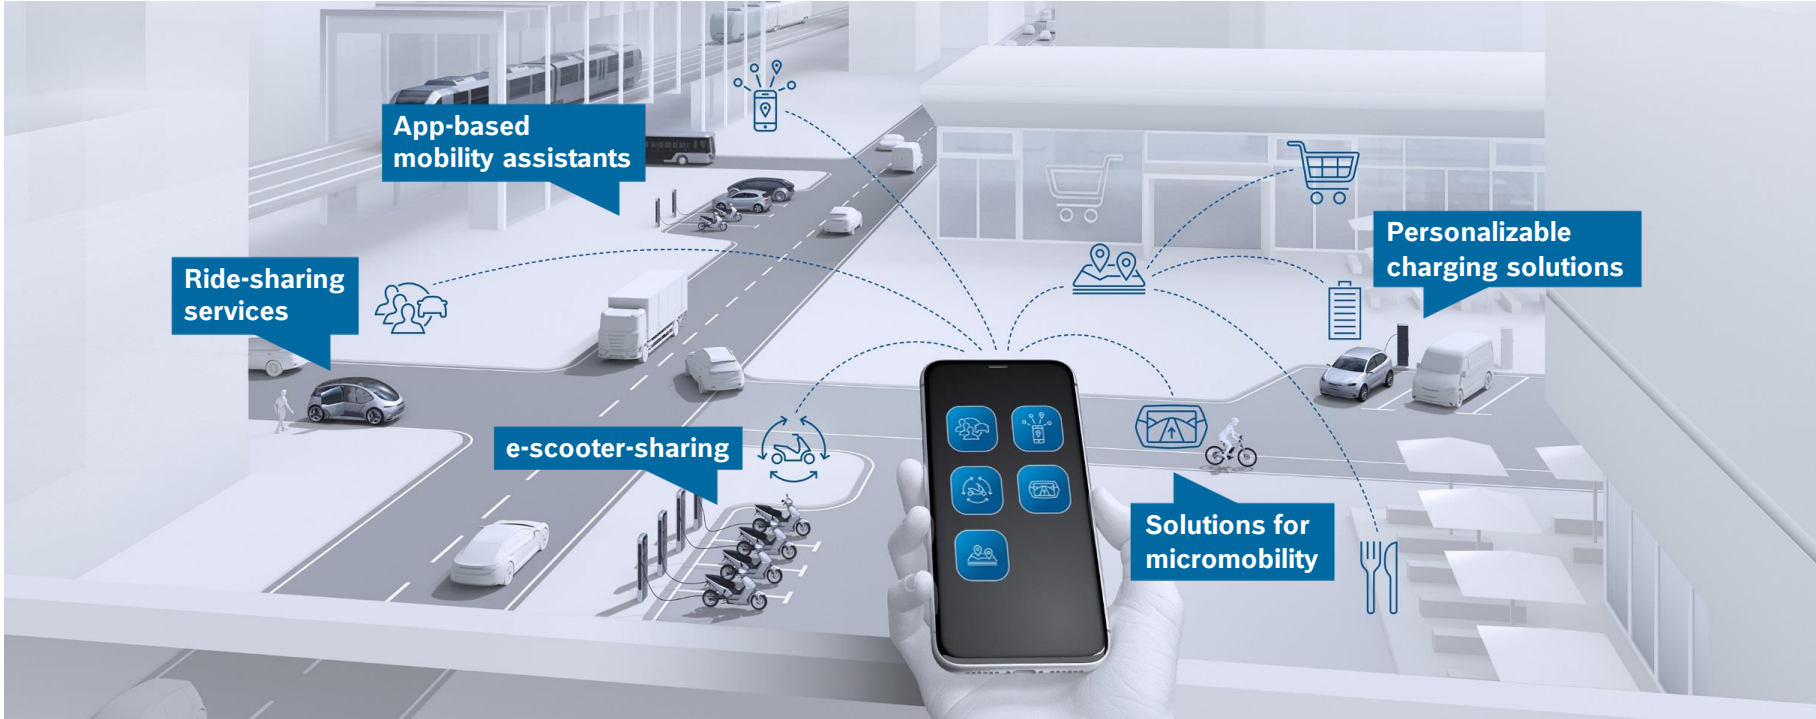 App-based
mobility assistants
Ride-sharing
services
Personalizable
charging solutions
e-scooter-sharing
Solutions for
micromobility